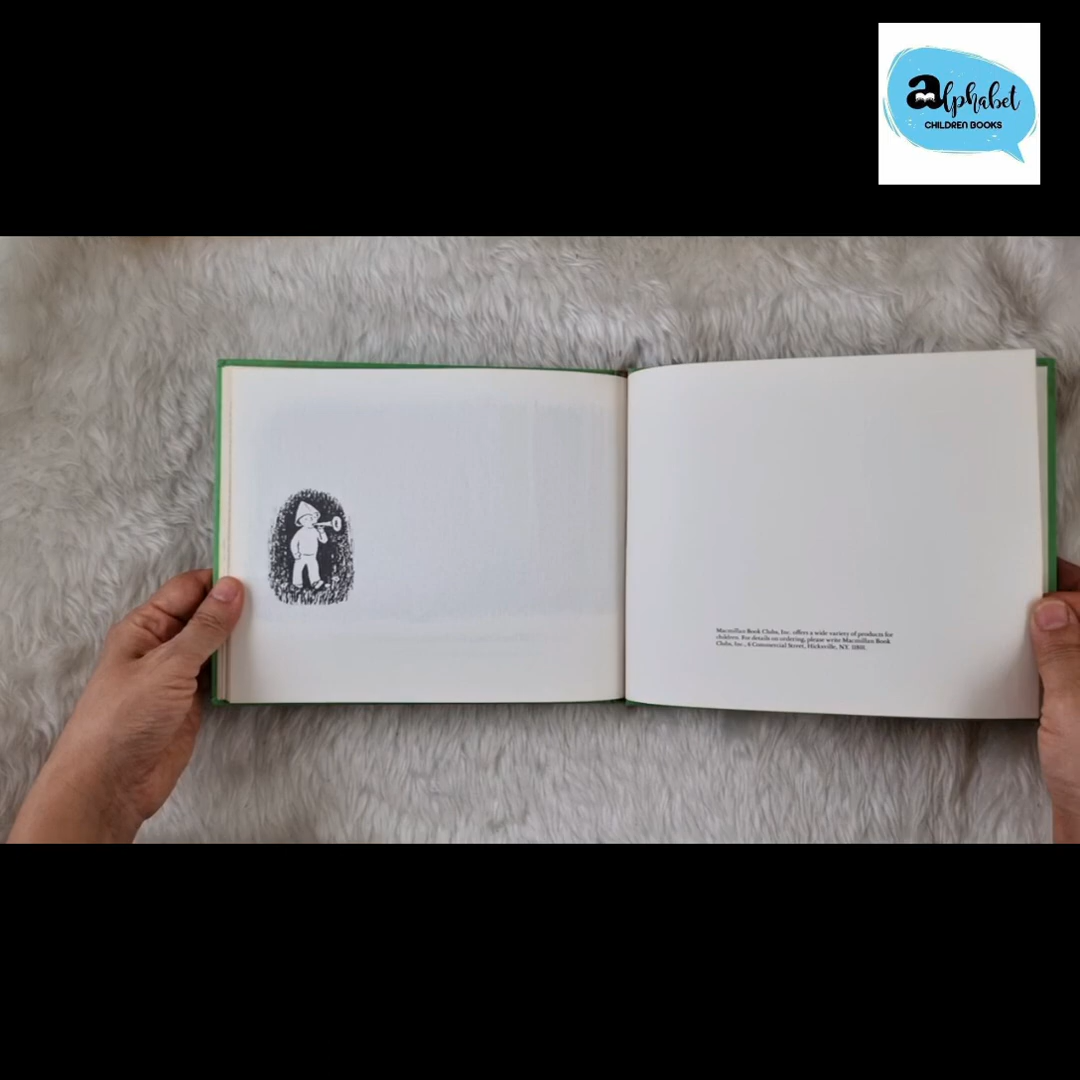 alphabet
CHILDREN BOOKS
Macmillan Book Clubs, Inc. offers a wide variety of products for
children. For details on ordering, please write Macmillan Book
Clubs, Inc., 6 Commercial Street, Hicksville, N.Y. 11801.